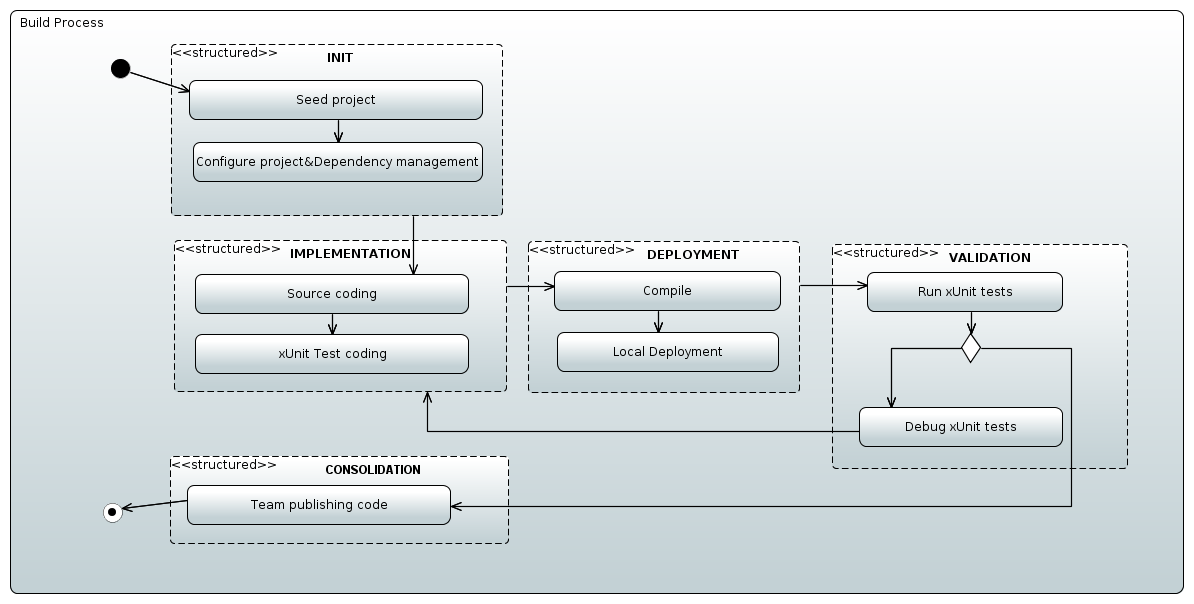 Build Process
<<structured>>
INIT
Seed project
Configure project&Dependency management
<<structured>>
IMPLEMENTATION
Source coding
xUnit Test coding
<<structured>>
DEPLOYMENT
Compile
Local Deployment
<<structured>>
VALIDATION
Run xUnit tests
Debug xUnit tests
<<structured>>
CONSOLIDATION
Team publishing code